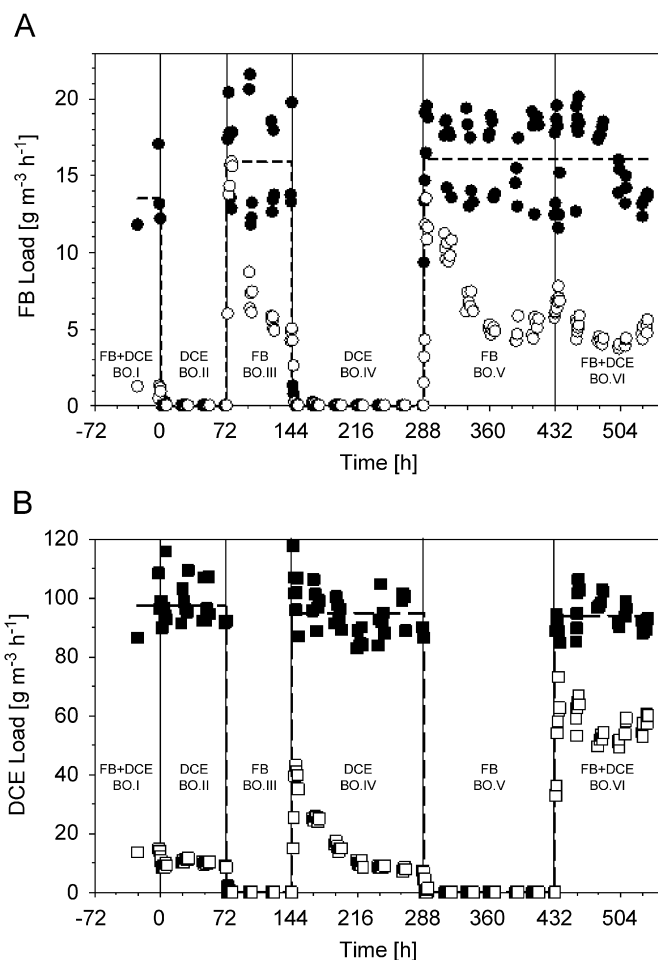 A
FB Load [g m⁻³ h⁻¹]
20
15
10
5
0
FB+DCE DCE FB DCE FB FB+DCE
BO.I BO.II BO.III BO.IV BO.V BO.VI
-72 0 72 144 216 288 360 432 504
Time [h]
B
DCE Load [g m⁻³ h⁻¹]
120
100
80
60
40
20
0
FB+DCE DCE FB DCE FB FB+DCE
BO.I BO.II BO.III BO.IV BO.V BO.VI
-72 0 72 144 216 288 360 432 504
Time [h]